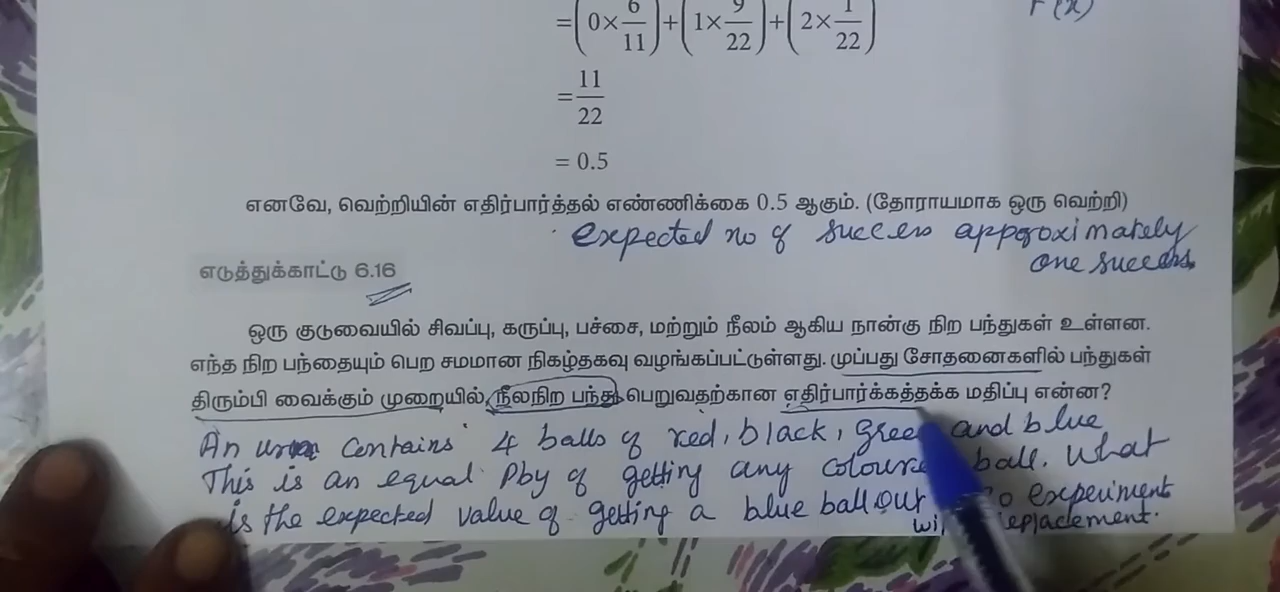 = (0×6/11)+(1×9/22)+(2×1/22)
= 11/22
= 0.5
எனவே, வெற்றியின் எதிர்பார்த்தல் எண்ணிக்கை 0.5 ஆகும். (தோராயமாக ஒரு வெற்றி)
expected no of success approximately
one success.
எடுத்துக்காட்டு 6.16
ஒரு குடுவையில் சிவப்பு, கருப்பு, பச்சை, மற்றும் நீலம் ஆகிய நான்கு நிற பந்துகள் உள்ளன.
எந்த நிற பந்தையும் பெற சமமான நிகழ்தகவு வழங்கப்பட்டுள்ளது. முப்பது சோதனைகளில் பந்துகள்
திரும்பி வைக்கும் முறையில், நீலநிற பந்து பெறுவதற்கான எதிர்பார்க்கத்தக்க மதிப்பு என்ன?
An contains 4 balls of red, black, and blue
This is an equal Pby of getting any ball. What
is the expected value of getting a blue ball out experiment